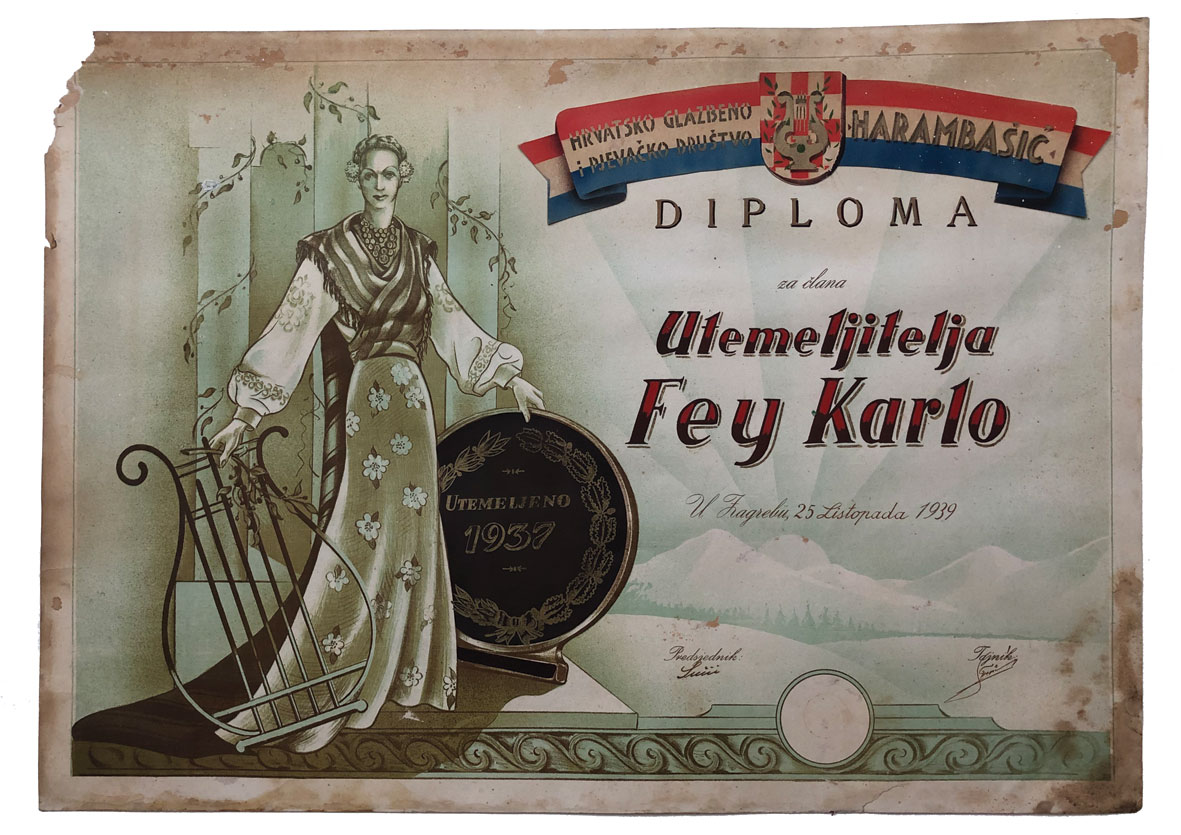 HRVATSKO GLAZBENO
I PJEVAČKO DRUŠTVO
HARAMBAŠIĆ
DIPLOMA
za člana
Utemeljitelja
Fey Karlo
U Zagrebu, 25 Listopada 1939
UTEMELJENO
1937
Predsjednik:
Tajnik